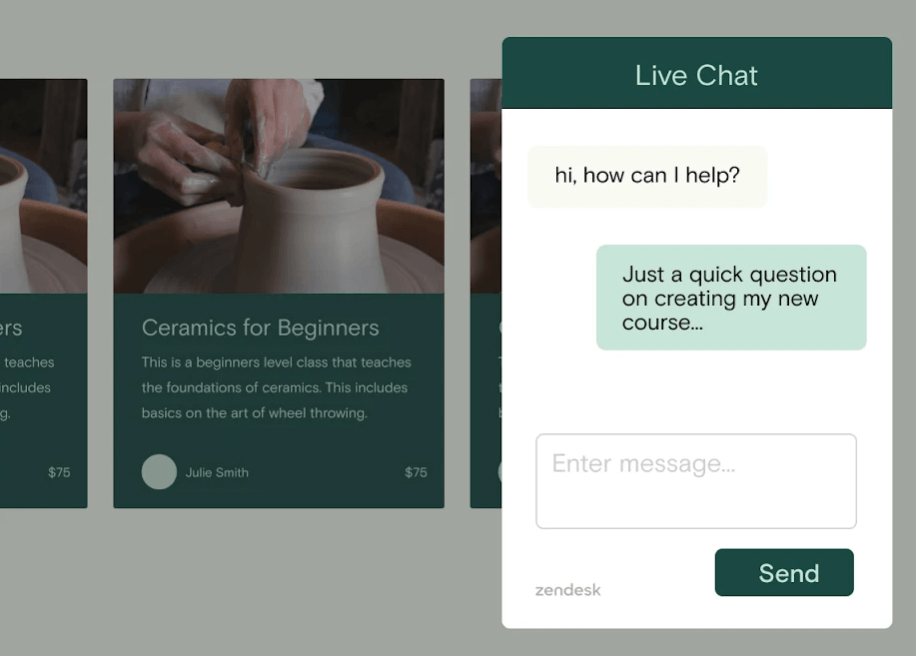 Live Chat
hi, how can I help?
Just a quick question
on creating my new
course...
Enter message...
Send
zendesk
ers
teaches
includes
g.
$75
Ceramics for Beginners
This is a beginners level class that teaches
the foundations of ceramics. This includes
basics on the art of wheel throwing.
Julie Smith
$75